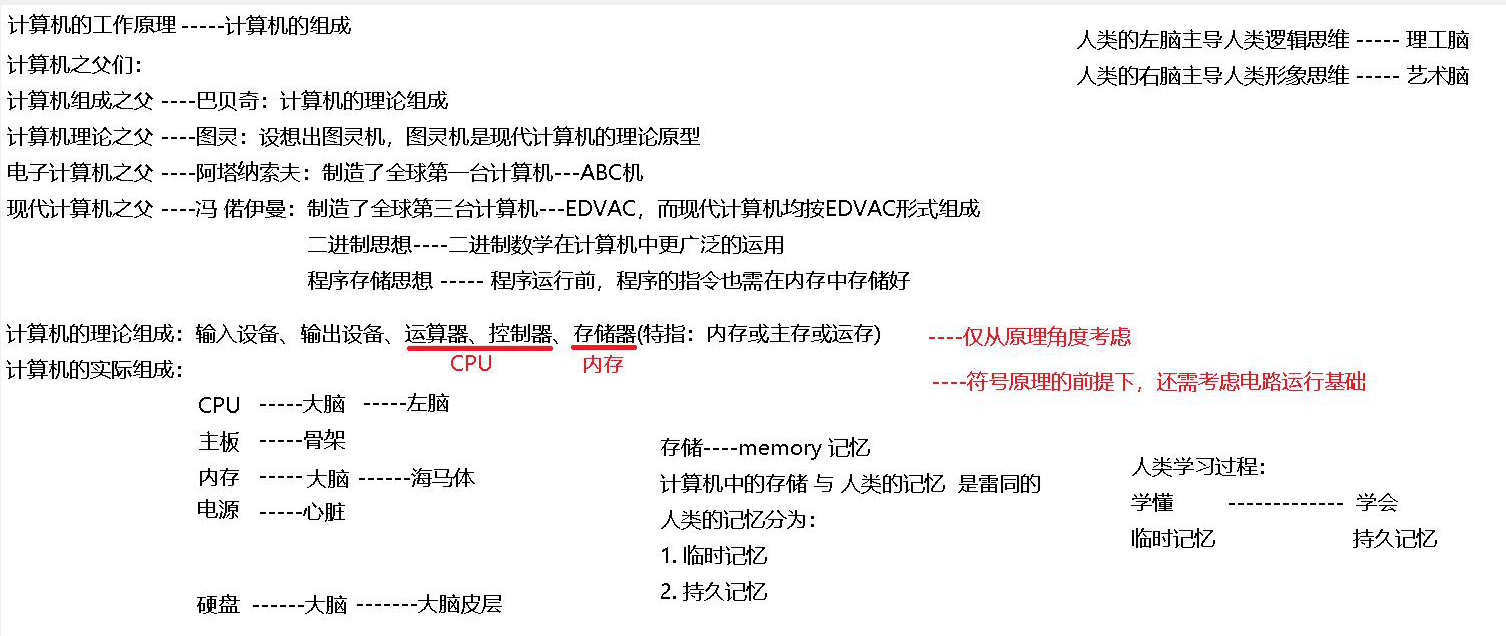 计算机的工作原理 -----计算机的组成
计算机之父们：
计算机组成之父 ----巴贝奇：计算机的理论组成
计算机理论之父 ----图灵：设想出图灵机，图灵机是现代计算机的理论原型
电子计算机之父 ----阿塔纳索夫：制造了全球第一台计算机---ABC机
现代计算机之父 ----冯 偌伊曼：制造了全球第三台计算机---EDVAC，而现代计算机均按EDVAC形式组成
二进制思想----二进制数学在计算机中更广泛的运用
程序存储思想 ----- 程序运行前，程序的指令也需在内存中存储好
人类的左脑主导人类逻辑思维 ----- 理工脑
人类的右脑主导人类形象思维 ----- 艺术脑
计算机的理论组成：输入设备、输出设备、运算器、控制器、存储器(特指：内存或主存或运存) ----仅从原理角度考虑
CPU 内存
计算机的实际组成： ----符号原理的前提下，还需考虑电路运行基础
CPU -----大脑 -----左脑
主板 -----骨架
内存 -----大脑 ------海马体
电源 -----心脏
硬盘 ------大脑 -------大脑皮层
存储----memory 记忆
计算机中的存储 与 人类的记忆 是雷同的
人类的记忆分为：
1. 临时记忆
2. 持久记忆
人类学习过程：
学懂 ------------- 学会
临时记忆 持久记忆